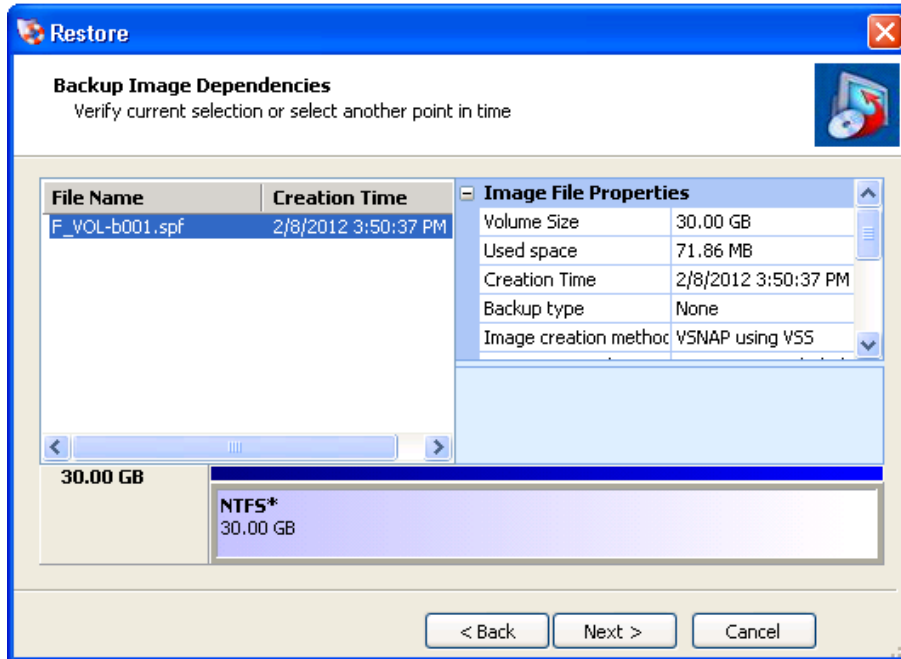 Restore
Backup Image Dependencies
Verify current selection or select another point in time
File Name Creation Time
F_VOL-b001.spf 2/8/2012 3:50:37 PM
Image File Properties
Volume Size 30.00 GB
Used space 71.86 MB
Creation Time 2/8/2012 3:50:37 PM
Backup type None
Image creation method VSNAP using VSS
30.00 GB
NTFS*
30.00 GB
< Back Next > Cancel